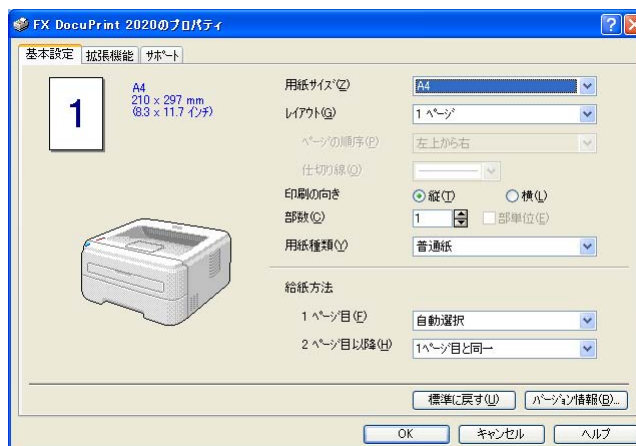 FX DocuPrint 2020のプロパティ
基本設定 拡張機能 サポート
1
A4
210 x 297 mm
(8.3 x 11.7 インチ)
用紙サイズ(Z) A4
レイアウト(G) 1 ページ
ページの順序(P) 左上から右
仕切り線(O)
印刷の向き 縦(T) 横(L)
部数(C) 1 部単位(E)
用紙種類(Y) 普通紙
給紙方法
1 ページ目(F) 自動選択
2 ページ目以降(H) 1ページ目と同一
標準に戻す(U) バージョン情報(B)...
OK キャンセル ヘルプ